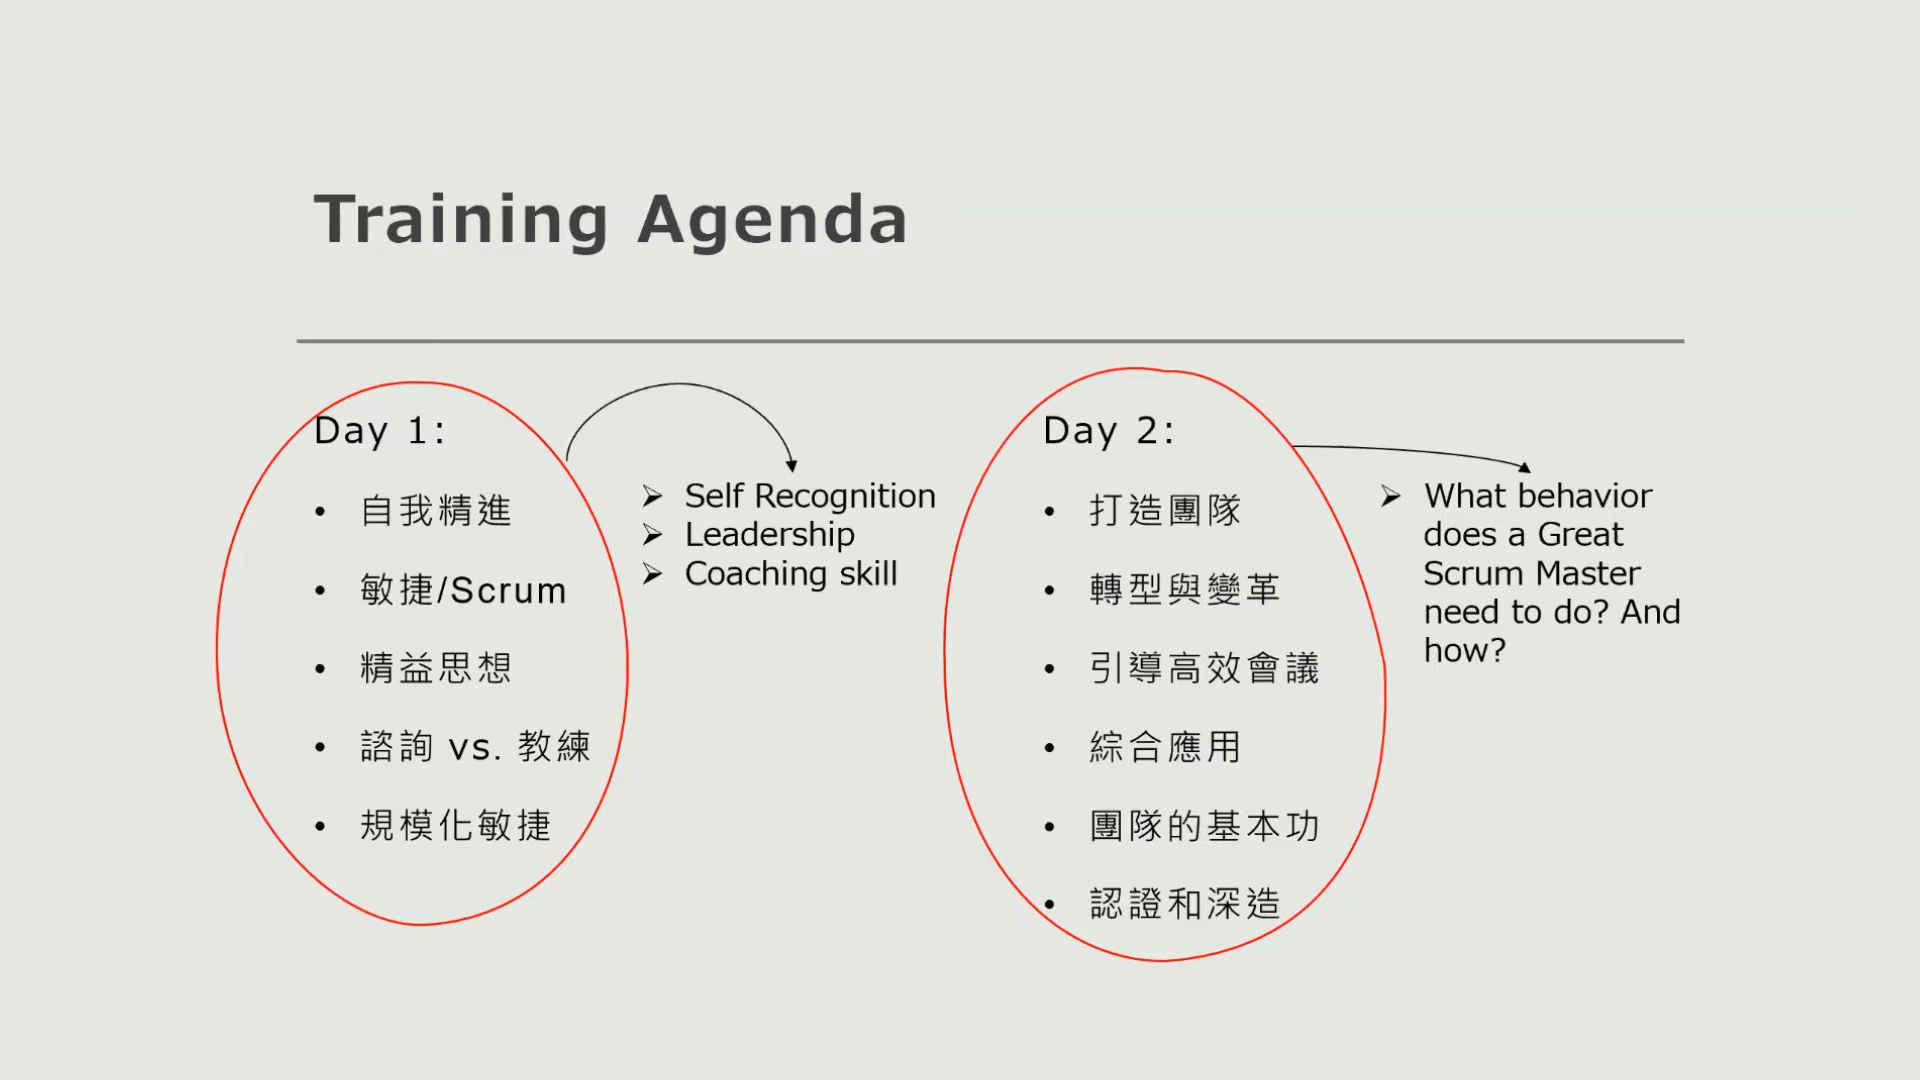 Training Agenda
Day 1:
• 自我精進
• 敏捷/Scrum
• 精益思想
• 諮詢 vs. 教練
• 規模化敏捷
➢ Self Recognition
➢ Leadership
➢ Coaching skill
Day 2:
• 打造團隊
• 轉型與變革
• 引導高效會議
• 綜合應用
• 團隊的基本功
• 認證和深造
➢ What behavior
does a Great
Scrum Master
need to do? And
how?